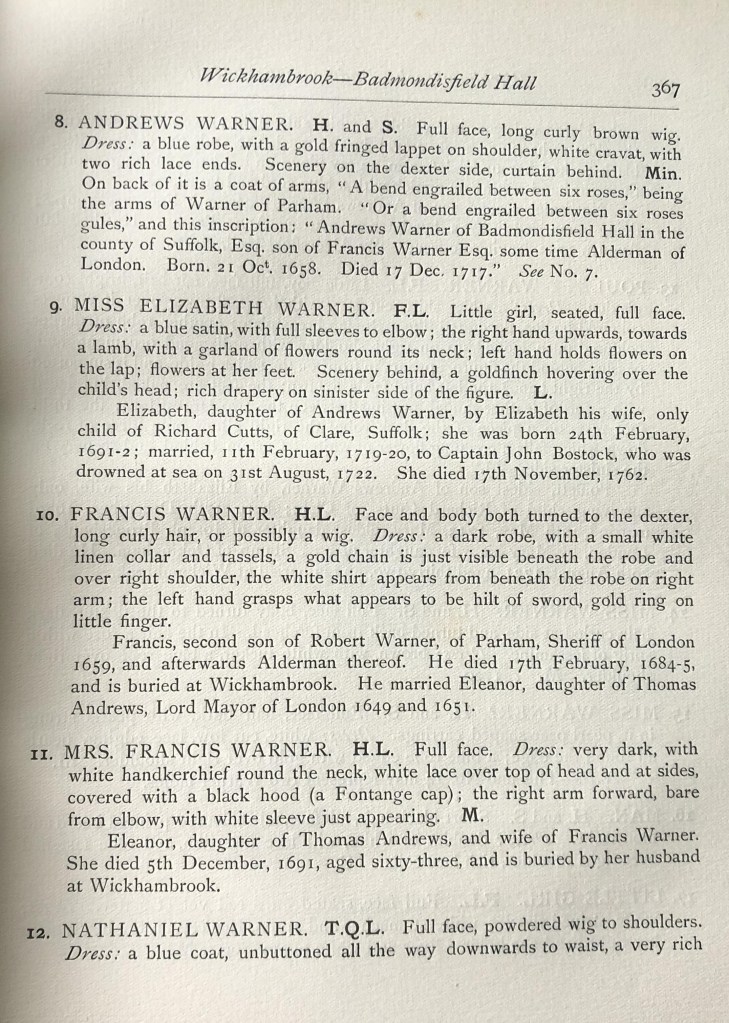 Wickhambrook—Badmondisfield Hall
367
8. ANDREWS WARNER. H. and S. Full face, long curly brown wig.
Dress: a blue robe, with a gold fringed lappet on shoulder, white cravat, with
two rich lace ends. Scenery on the dexter side, curtain behind. Min.
On back of it is a coat of arms, "A bend engrailed between six roses," being
the arms of Warner of Parham. "Or a bend engrailed between six roses
gules," and this inscription: "Andrews Warner of Badmondisfield Hall in the
county of Suffolk, Esq. son of Francis Warner Esq. some time Alderman of
London. Born. 21 Oct. 1658. Died 17 Dec. 1717." See No. 7.
9. MISS ELIZABETH WARNER. F.L. Little girl, seated, full face.
Dress: a blue satin, with full sleeves to elbow; the right hand upwards, towards
a lamb, with a garland of flowers round its neck; left hand holds flowers on
the lap; flowers at her feet. Scenery behind, a goldfinch hovering over the
child's head; rich drapery on sinister side of the figure. L.
Elizabeth, daughter of Andrews Warner, by Elizabeth his wife, only
child of Richard Cutts, of Clare, Suffolk; she was born 24th February,
1691-2; married, 11th February, 1719-20, to Captain John Bostock, who was
drowned at sea on 31st August, 1722. She died 17th November, 1762.
10. FRANCIS WARNER. H.L. Face and body both turned to the dexter,
long curly hair, or possibly a wig. Dress: a dark robe, with a small white
linen collar and tassels, a gold chain is just visible beneath the robe and
over right shoulder, the white shirt appears from beneath the robe on right
arm; the left hand grasps what appears to be hilt of sword, gold ring on
little finger.
Francis, second son of Robert Warner, of Parham, Sheriff of London
1659, and afterwards Alderman thereof. He died 17th February, 1684-5,
and is buried at Wickhambrook. He married Eleanor, daughter of Thomas
Andrews, Lord Mayor of London 1649 and 1651.
11. MRS. FRANCIS WARNER. H.L. Full face. Dress: very dark, with
white handkerchief round the neck, white lace over top of head and at sides,
covered with a black hood (a Fontange cap); the right arm forward, bare
from elbow, with white sleeve just appearing. M.
Eleanor, daughter of Thomas Andrews, and wife of Francis Warner.
She died 5th December, 1691, aged sixty-three, and is buried by her husband
at Wickhambrook.
12. NATHANIEL WARNER. T.Q.L. Full face, powdered wig to shoulders.
Dress: a blue coat, unbuttoned all the way downwards to waist, a very rich